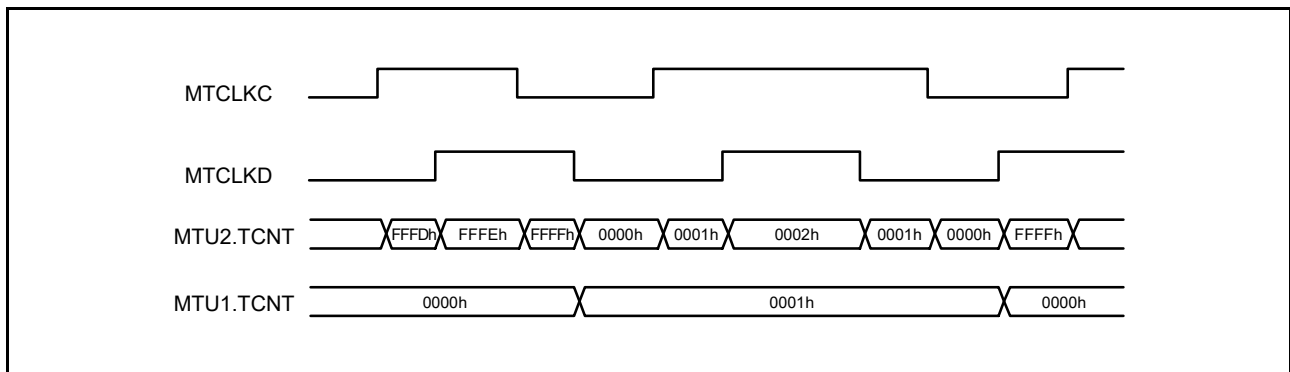 MTCLKC
MTCLKD
MTU2.TCNT FFFDh FFFEh FFFFh 0000h 0001h 0002h 0001h 0000h FFFFh
MTU1.TCNT 0000h 0001h 0000h